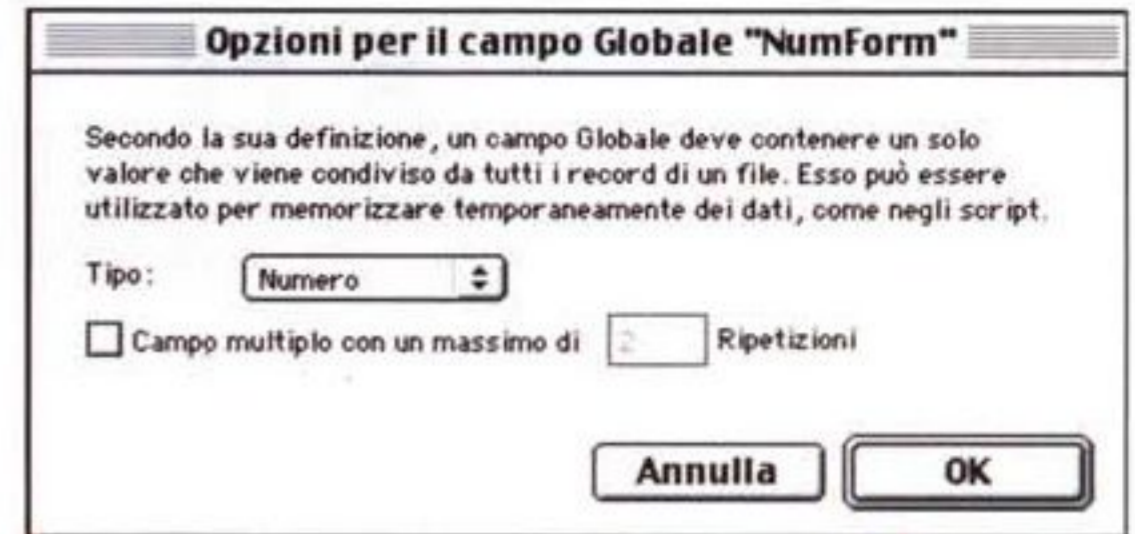 Opzioni per il campo Globale "NumForm"
Secondo la sua definizione, un campo Globale deve contenere un solo
valore che viene condiviso da tutti i record di un file. Esso può essere
utilizzato per memorizzare temporaneamente dei dati, come negli script.
Tipo: Numero
Campo multiplo con un massimo di 2 Ripetizioni
Annulla OK